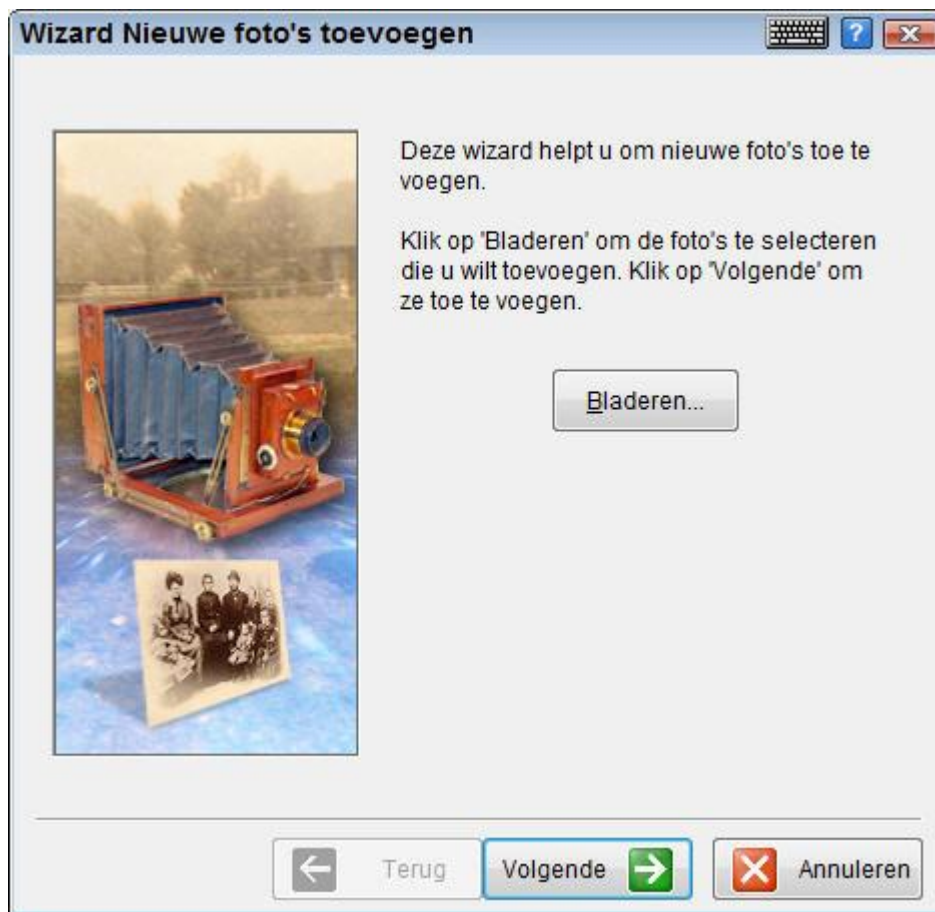 Wizard Nieuwe foto's toevoegen
Deze wizard helpt u om nieuwe foto's toe te
voegen.
Klik op 'Bladeren' om de foto's te selecteren
die u wilt toevoegen. Klik op 'Volgende' om
ze toe te voegen.
Bladeren...
Terug
Volgende
Annuleren